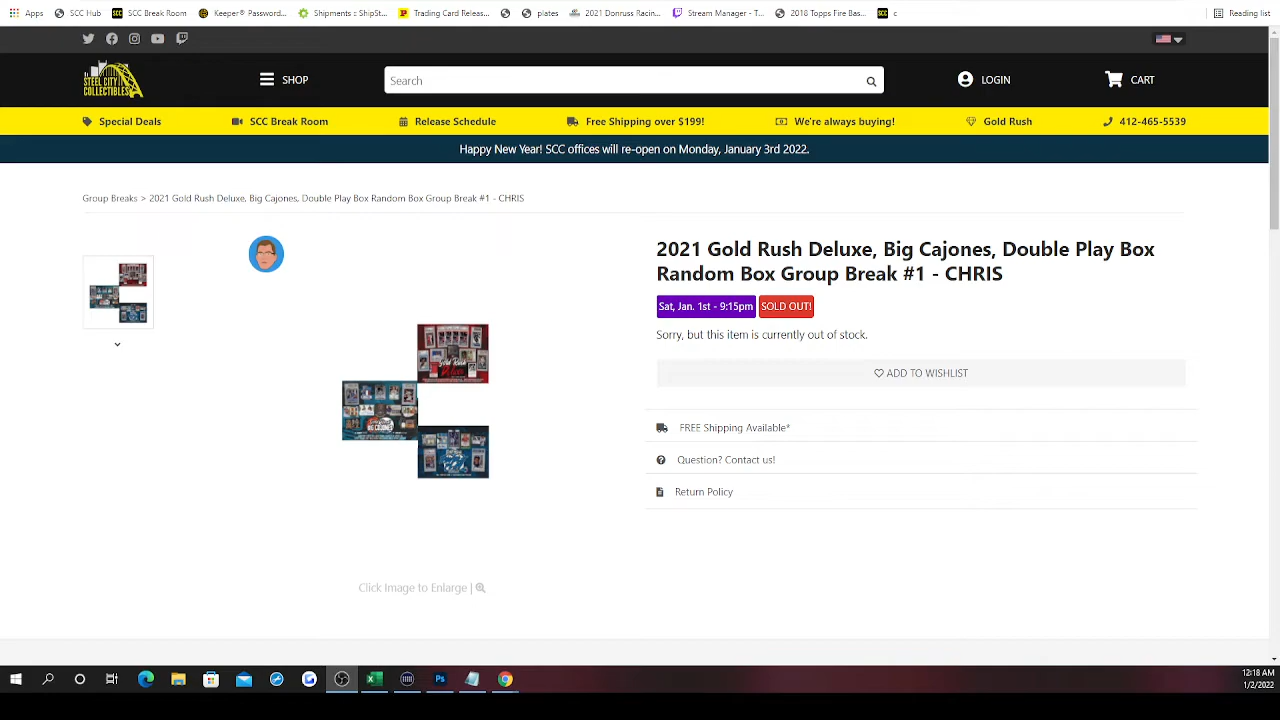 Apps SCC Hub SCC Break Room Keeper® Password... Shipments :: ShipSt... Trading Card Releas... plates 2021 Donruss Racin... Stream Manager - T... 2018 Topps Fire Bas... c Reading list
STEEL CITY
COLLECTIBLES
SHOP Search LOGIN CART
Special Deals SCC Break Room Release Schedule Free Shipping over $199! We're always buying! Gold Rush 412-465-5539
Happy New Year! SCC offices will re-open on Monday, January 3rd 2022.
Group Breaks > 2021 Gold Rush Deluxe, Big Cajones, Double Play Box Random Box Group Break #1 - CHRIS
2021 Gold Rush Deluxe, Big Cajones, Double Play Box
Random Box Group Break #1 - CHRIS
Sat, Jan. 1st - 9:15pm SOLD OUT!
Sorry, but this item is currently out of stock.
ADD TO WISHLIST
FREE Shipping Available*
Question? Contact us!
Return Policy
Click Image to Enlarge |
12:18 AM
1/2/2022